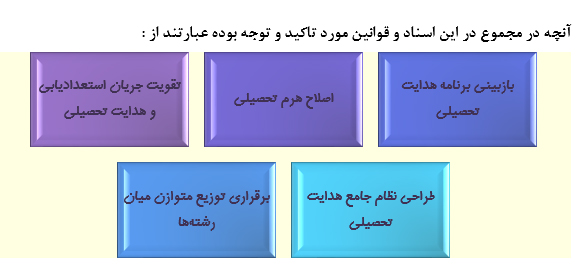 آنچه در مجموع در این اسناد و قوانین مورد تاکید و توجه بوده عبارتند از :
بازبینی برنامه هدایت
تحصیلی
اصلاح هرم تحصیلی
تقویت جریان استعدادیابی
و هدایت تحصیلی
طراحی نظام جامع هدایت
تحصیلی
برقراری توزیع متوازن میان
رشته‌ها